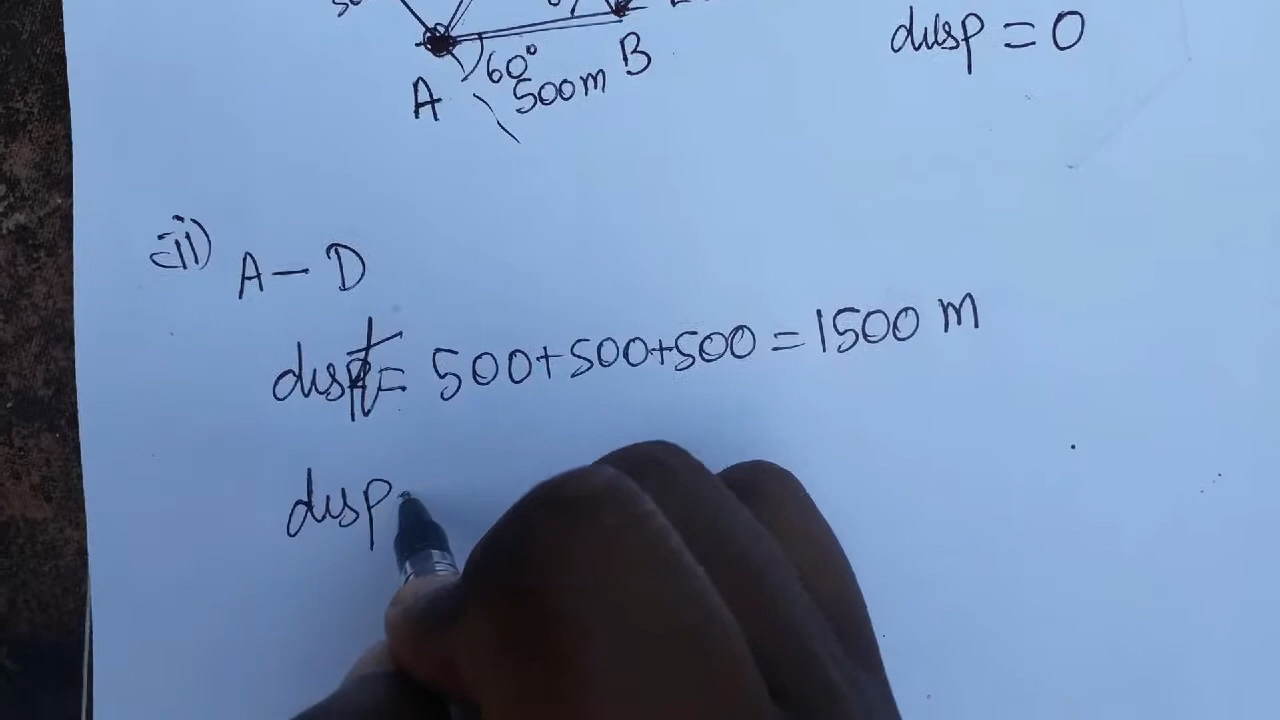 disp = 0
60°
B
A
500m
ii) A - D
dist = 500+500+500 = 1500 m
disp